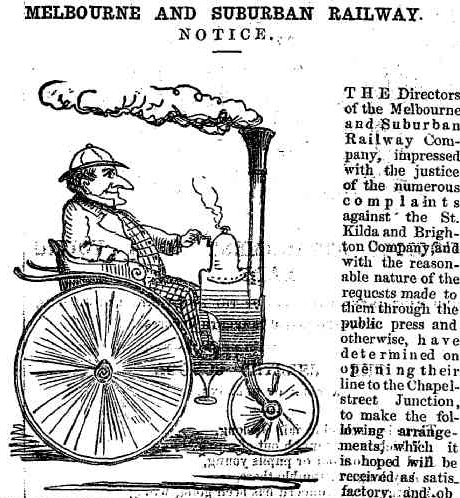 MELBOURNE AND SUBURBAN RAILWAY.
NOTICE.
THE Directors
of the Melbourne
and Suburban
Railway Com-
pany, impressed
with the justice
of the numerous
complaints
against the St.
Kilda and Brigh-
ton Company, and
with the reason-
able nature of the
requests made to
them through the
public press and
otherwise, have
determined on
opening their
line to the Chapel-
street Junction,
to make the fol-
lowing arrange-
ments, which it
is hoped will be
received as satis-
factory, and ob